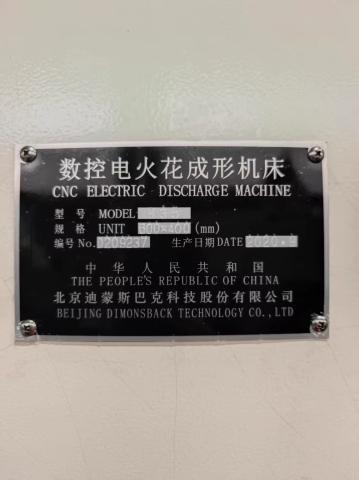 数控电火花成形机床
CNC ELECTRIC DISCHARGE MACHINE
型 号 MODEL
规 格 UNIT 600×400 (mm)
编号 No. D209237 生产日期 DATE 2020.9
中 华 人 民 共 和 国
THE PEOPLE'S REPUBLIC OF CHINA
北京迪蒙斯巴克科技股份有限公司
BEIJING DIMONSBACK TECHNOLOGY CO., LTD